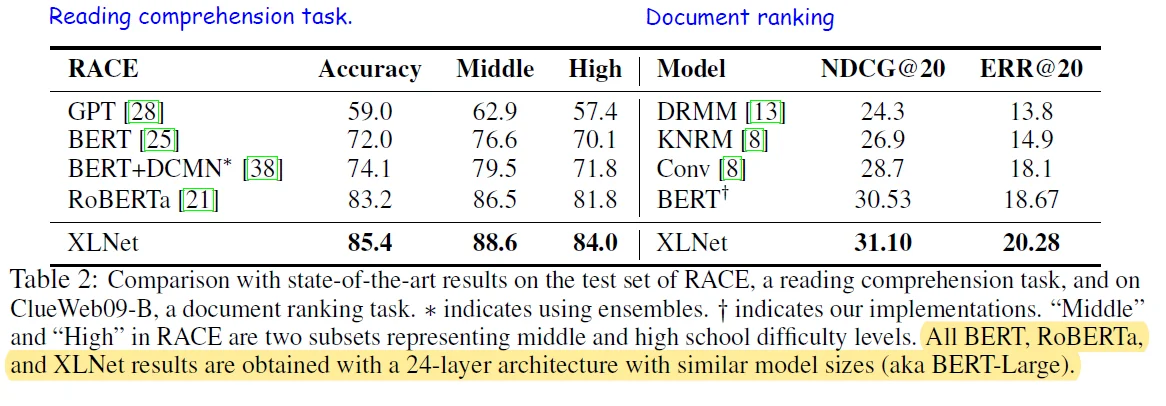 Reading comprehension task. Document ranking
RACE Accuracy Middle High Model NDCG@20 ERR@20
GPT [28] 59.0 62.9 57.4 DRMM [13] 24.3 13.8
BERT [25] 72.0 76.6 70.1 KNRM [8] 26.9 14.9
BERT+DCMN* [38] 74.1 79.5 71.8 Conv [8] 28.7 18.1
RoBERTa [21] 83.2 86.5 81.8 BERT† 30.53 18.67
XLNet 85.4 88.6 84.0 XLNet 31.10 20.28
Table 2: Comparison with state-of-the-art results on the test set of RACE, a reading comprehension task, and on
ClueWeb09-B, a document ranking task. ∗ indicates using ensembles. † indicates our implementations. “Middle”
and “High” in RACE are two subsets representing middle and high school difficulty levels. All BERT, RoBERTa,
and XLNet results are obtained with a 24-layer architecture with similar model sizes (aka BERT-Large).